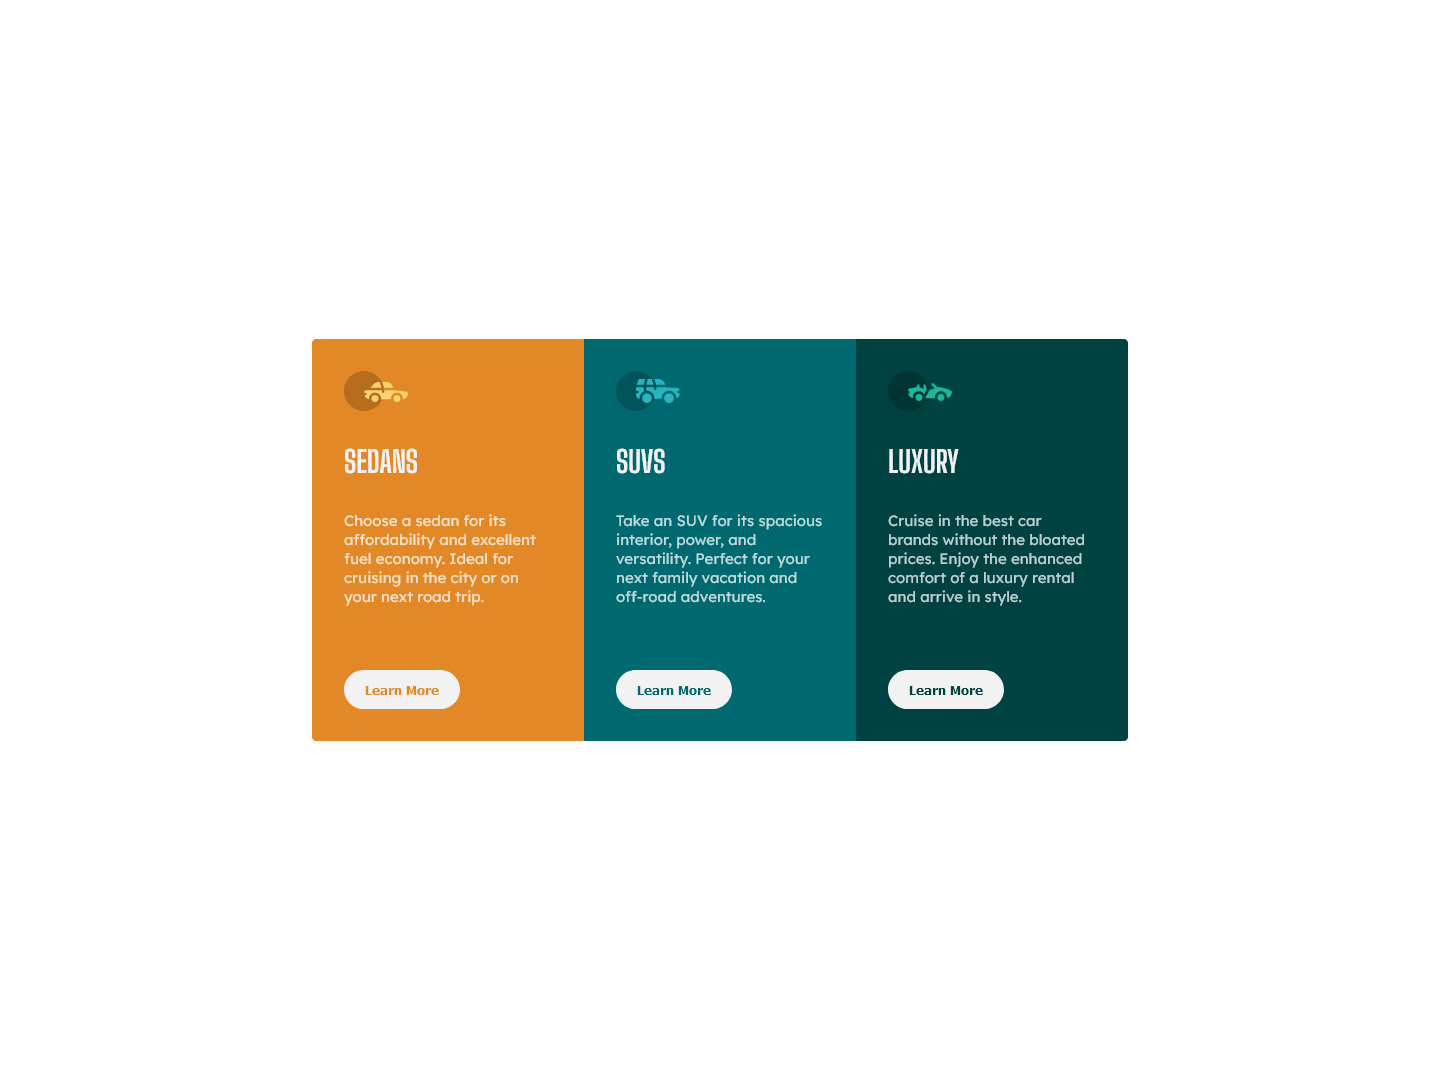 SEDANS
Choose a sedan for its
affordability and excellent
fuel economy. Ideal for
cruising in the city or on
your next road trip.
Learn More
SUVS
Take an SUV for its spacious
interior, power, and
versatility. Perfect for your
next family vacation and
off-road adventures.
Learn More
LUXURY
Cruise in the best car
brands without the bloated
prices. Enjoy the enhanced
comfort of a luxury rental
and arrive in style.
Learn More